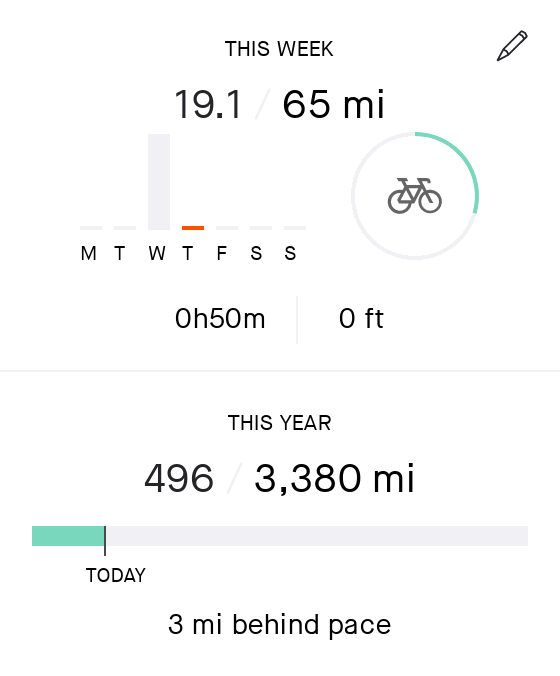 THIS WEEK
19.1 / 65 mi
M T W T F S S
0h50m | 0 ft
THIS YEAR
496 / 3,380 mi
TODAY
3 mi behind pace